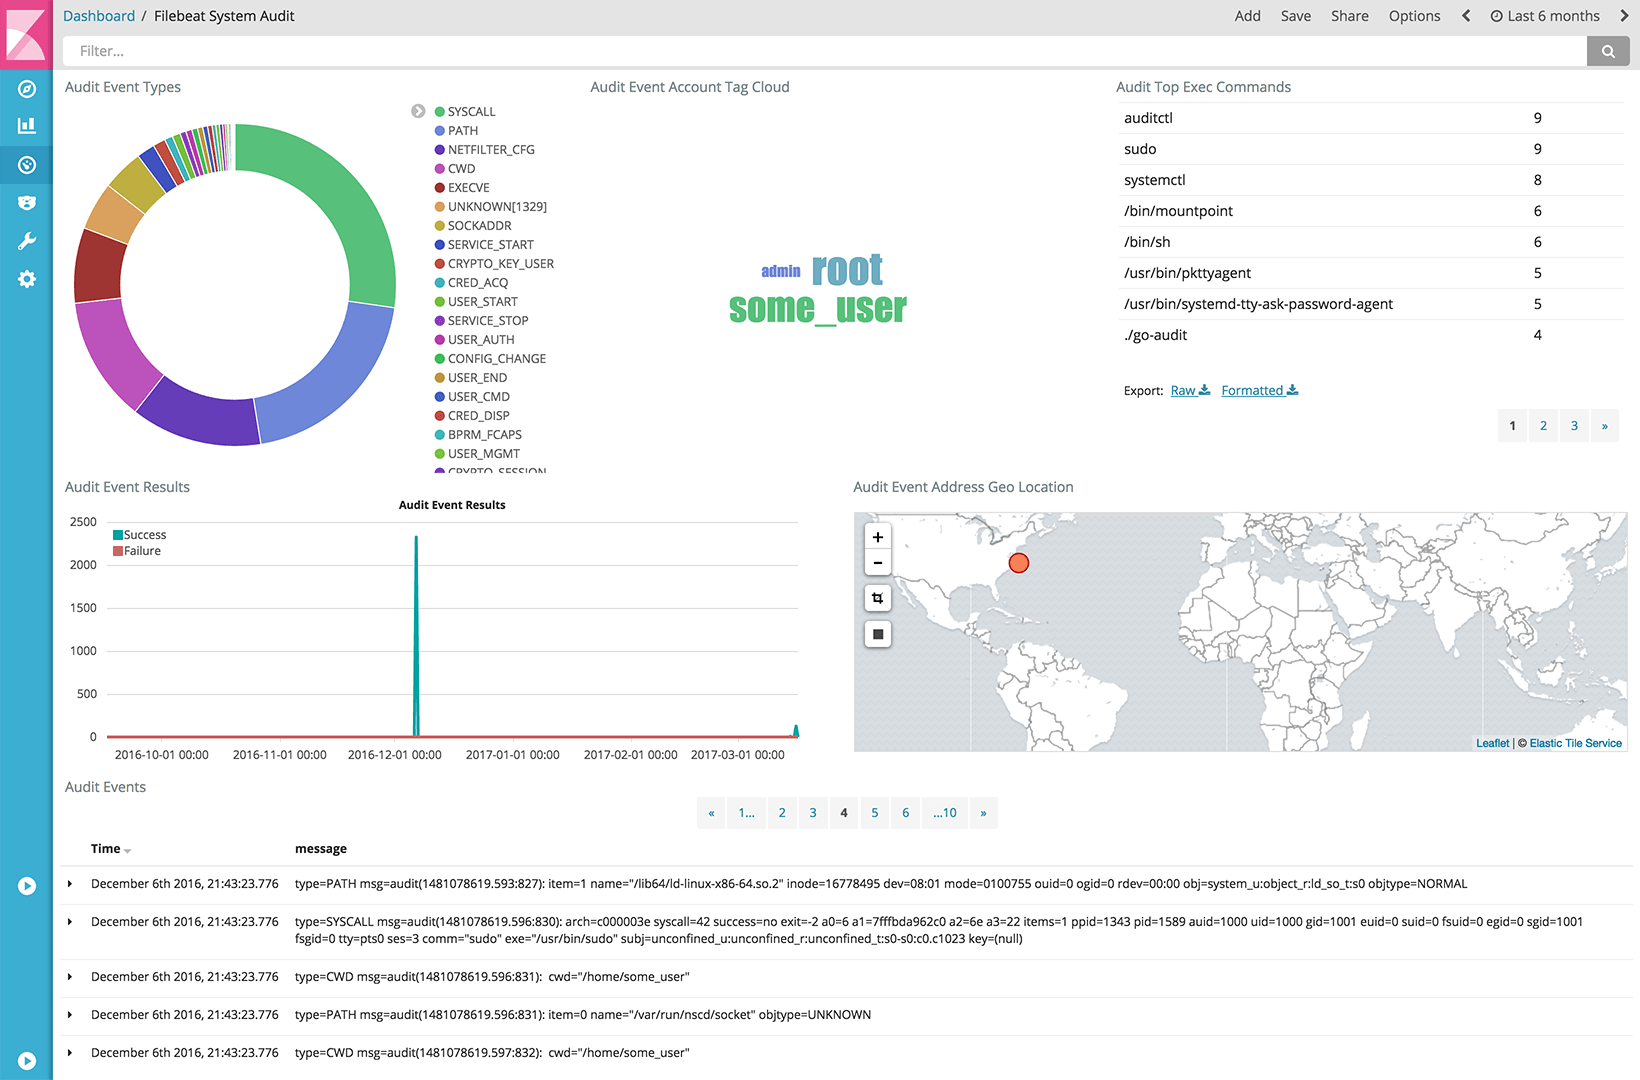 Dashboard / Filebeat System Audit
Add Save Share Options Last 6 months
Filter...
Audit Event Types
SYSCALL
PATH
NETFILTER_CFG
CWD
EXECVE
UNKNOWN[1329]
SOCKADDR
SERVICE_START
CRYPTO_KEY_USER
CRED_ACQ
USER_START
SERVICE_STOP
USER_AUTH
CONFIG_CHANGE
USER_END
USER_CMD
CRED_DISP
BPRM_FCAPS
USER_MGMT
CRYPTO_SESSION
Audit Event Account Tag Cloud
admin root
some_user
Audit Top Exec Commands
auditctl 9
sudo 9
systemctl 8
/bin/mountpoint 6
/bin/sh 6
/usr/bin/pkttyagent 5
/usr/bin/systemd-tty-ask-password-agent 5
./go-audit 4
Export: Raw Formatted
1 2 3 »
Audit Event Results
Audit Event Results
Success
Failure
2500
2000
1500
1000
500
0
2016-10-01 00:00 2016-11-01 00:00 2016-12-01 00:00 2017-01-01 00:00 2017-02-01 00:00 2017-03-01 00:00
Audit Event Address Geo Location
+
−
Leaflet | © Elastic Tile Service
Audit Events
« 1... 2 3 4 5 6 ...10 »
Time message
December 6th 2016, 21:43:23.776 type=PATH msg=audit(1481078619.593:827): item=1 name="/lib64/ld-linux-x86-64.so.2" inode=16778495 dev=08:01 mode=0100755 ouid=0 ogid=0 rdev=00:00 obj=system_u:object_r:ld_so_t:s0 objtype=NORMAL
December 6th 2016, 21:43:23.776 type=SYSCALL msg=audit(1481078619.596:830): arch=c000003e syscall=42 success=no exit=-2 a0=6 a1=7fffbda962c0 a2=6e a3=22 items=1 ppid=1343 pid=1589 auid=1000 uid=1000 gid=1001 euid=0 suid=0 fsuid=0 egid=0 sgid=1001
fsgid=0 tty=pts0 ses=3 comm="sudo" exe="/usr/bin/sudo" subj=unconfined_u:unconfined_r:unconfined_t:s0-s0:c0.c1023 key=(null)
December 6th 2016, 21:43:23.776 type=CWD msg=audit(1481078619.596:831): cwd="/home/some_user"
December 6th 2016, 21:43:23.776 type=PATH msg=audit(1481078619.596:831): item=0 name="/var/run/nscd/socket" objtype=UNKNOWN
December 6th 2016, 21:43:23.776 type=CWD msg=audit(1481078619.597:832): cwd="/home/some_user"